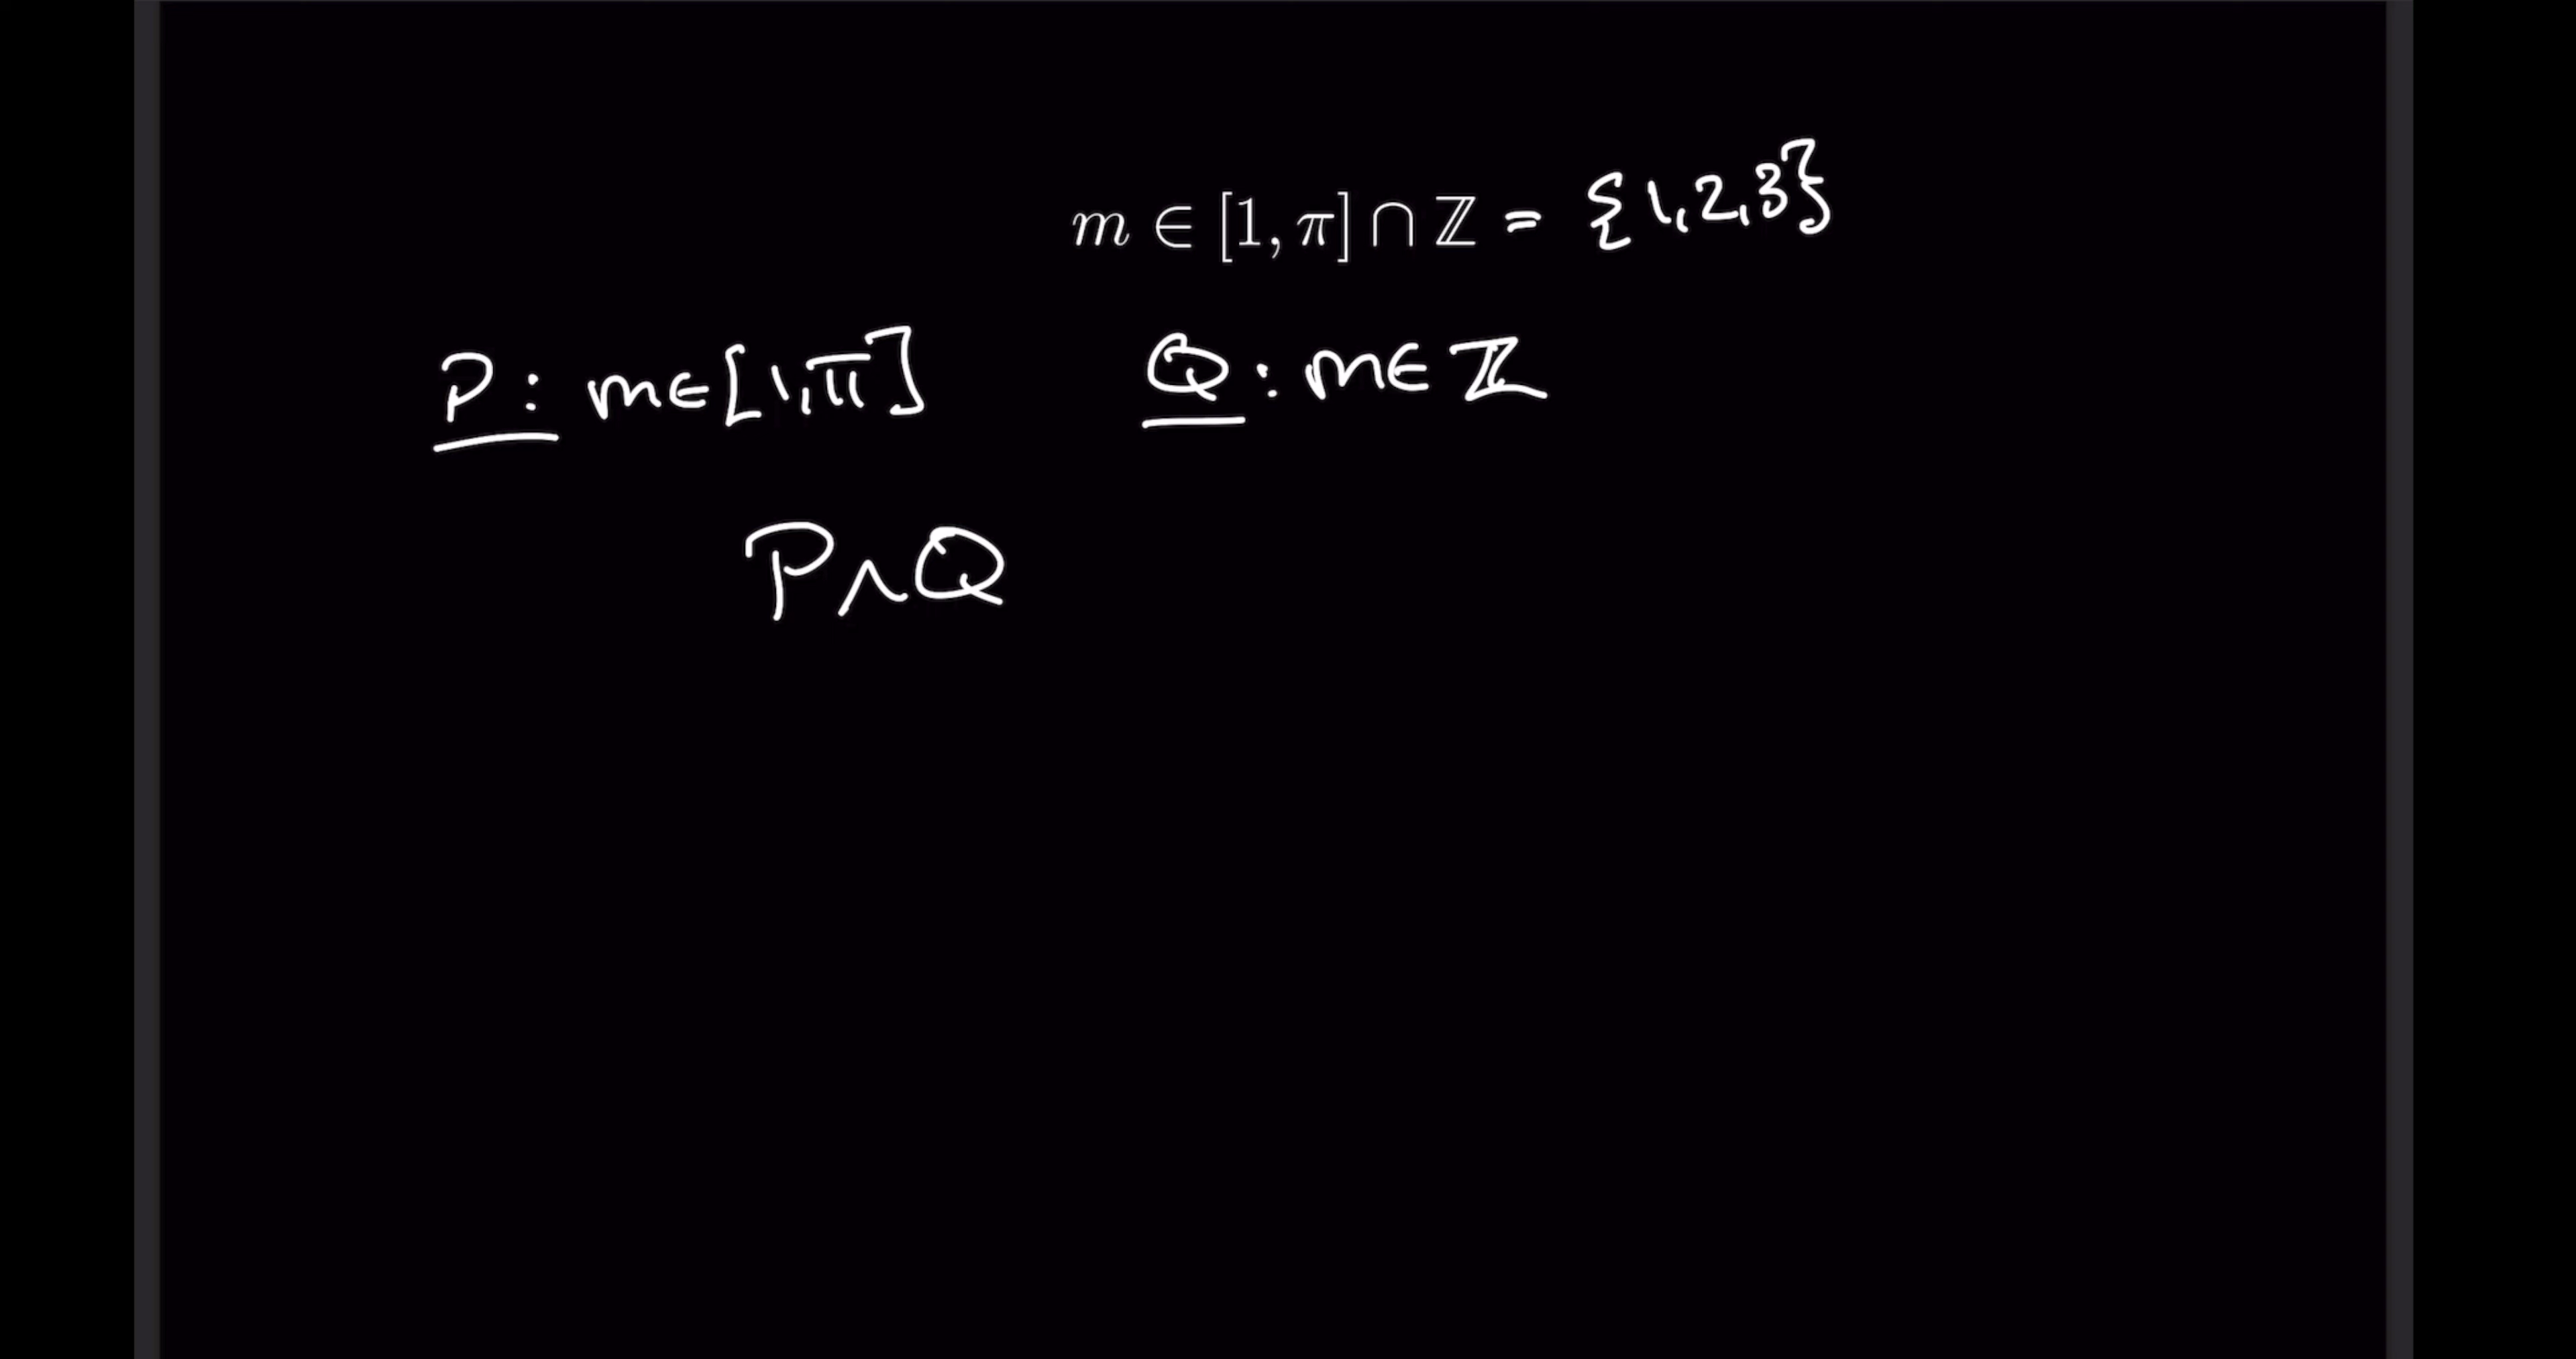 m ∈ [1, π] ∩ ℤ = {1,2,3}
P: m∈[1,π] Q: m∈ℤ
P∧Q